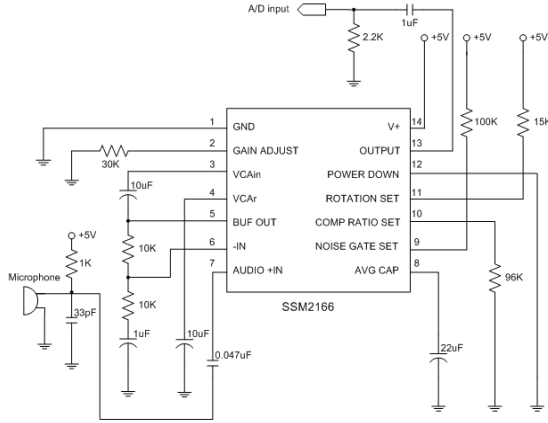 A/D input
1uF
2.2K
+5V
+5V
+5V
1
GND
V+
14
100K
15K
2
GAIN ADJUST
OUTPUT
13
30K
3
VCAin
POWER DOWN
12
10uF
4
VCAr
ROTATION SET
11
5
BUF OUT
COMP RATIO SET
10
+5V
10K
6
-IN
NOISE GATE SET
9
1K
7
AUDIO +IN
AVG CAP
8
Microphone
96K
10K
SSM2166
33pF
1uF
10uF
0.047uF
22uF